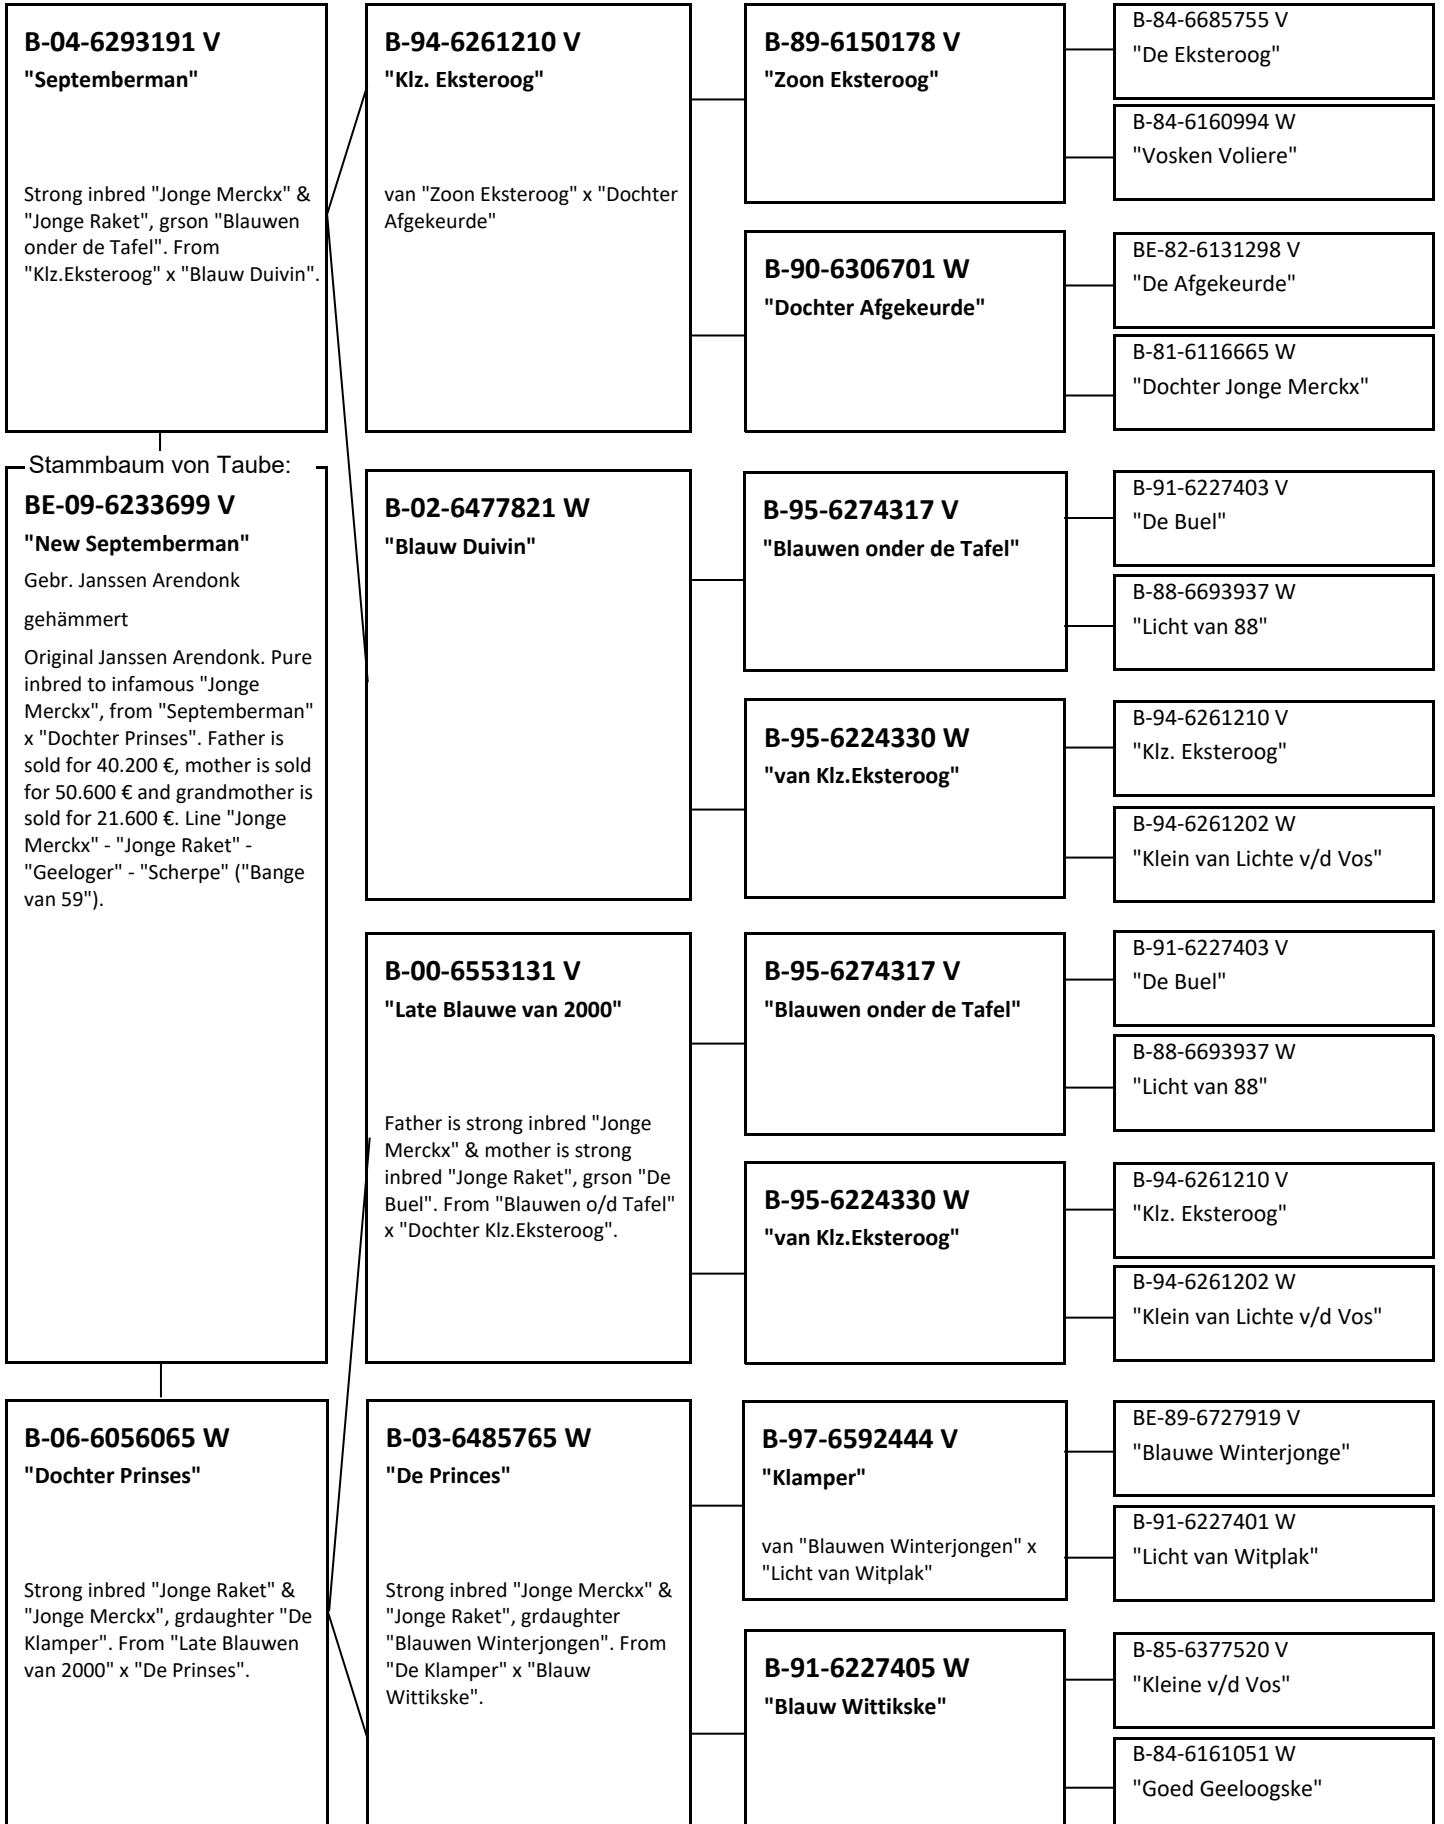 B-04-6293191 V
"Septemberman"
Strong inbred "Jonge Merckx" &
"Jonge Raket", grson "Blauwen
onder de Tafel". From
"Klz.Eksteroog" x "Blauw Duivin".
Stammbaum von Taube:
BE-09-6233699 V
"New Septemberman"
Gebr. Janssen Arendonk
gehämmert
Original Janssen Arendonk. Pure
inbred to infamous "Jonge
Merckx", from "Septemberman"
x "Dochter Prinses". Father is
sold for 40.200 €, mother is sold
for 50.600 € and grandmother is
sold for 21.600 €. Line "Jonge
Merckx" - "Jonge Raket" -
"Geeloger" - "Scherpe" ("Bange
van 59").
B-06-6056065 W
"Dochter Prinses"
Strong inbred "Jonge Raket" &
"Jonge Merckx", grdaughter "De
Klamper". From "Late Blauwen
van 2000" x "De Prinses".
B-94-6261210 V
"Klz. Eksteroog"
van "Zoon Eksteroog" x "Dochter
Afgekeurde"
B-02-6477821 W
"Blauw Duivin"
B-00-6553131 V
"Late Blauwe van 2000"
Father is strong inbred "Jonge
Merckx" & mother is strong
inbred "Jonge Raket", grson "De
Buel". From "Blauwen o/d Tafel"
x "Dochter Klz.Eksteroog".
B-03-6485765 W
"De Princes"
Strong inbred "Jonge Merckx" &
"Jonge Raket", grdaughter
"Blauwen Winterjongen". From
"De Klamper" x "Blauw
Wittikske".
B-89-6150178 V
"Zoon Eksteroog"
B-90-6306701 W
"Dochter Afgekeurde"
B-95-6274317 V
"Blauwen onder de Tafel"
B-95-6224330 W
"van Klz.Eksteroog"
B-95-6274317 V
"Blauwen onder de Tafel"
B-95-6224330 W
"van Klz.Eksteroog"
B-97-6592444 V
"Klamper"
van "Blauwen Winterjongen" x
"Licht van Witplak"
B-91-6227405 W
"Blauw Wittikske"
B-84-6685755 V
"De Eksteroog"
B-84-6160994 W
"Vosken Voliere"
BE-82-6131298 V
"De Afgekeurde"
B-81-6116665 W
"Dochter Jonge Merckx"
B-91-6227403 V
"De Buel"
B-88-6693937 W
"Licht van 88"
B-94-6261210 V
"Klz. Eksteroog"
B-94-6261202 W
"Klein van Lichte v/d Vos"
B-91-6227403 V
"De Buel"
B-88-6693937 W
"Licht van 88"
B-94-6261210 V
"Klz. Eksteroog"
B-94-6261202 W
"Klein van Lichte v/d Vos"
BE-89-6727919 V
"Blauwe Winterjonge"
B-91-6227401 W
"Licht van Witplak"
B-85-6377520 V
"Kleine v/d Vos"
B-84-6161051 W
"Goed Geeloogske"